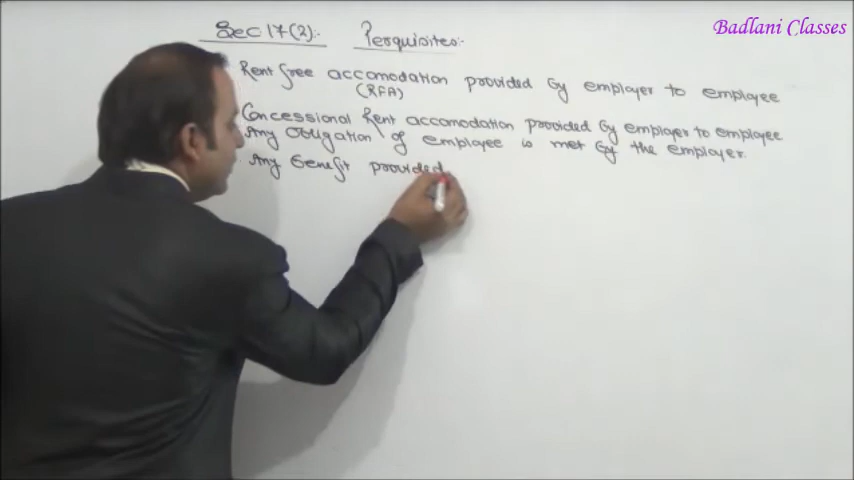 Badlani Classes
Sec 17(2):- Perquisites:-
Rent free accomodation provided by employer to employee
(RFA)
Concessional Rent accomodation provided by employer to employee
Any Obligation of employee is met by the employer.
Any benefit provided